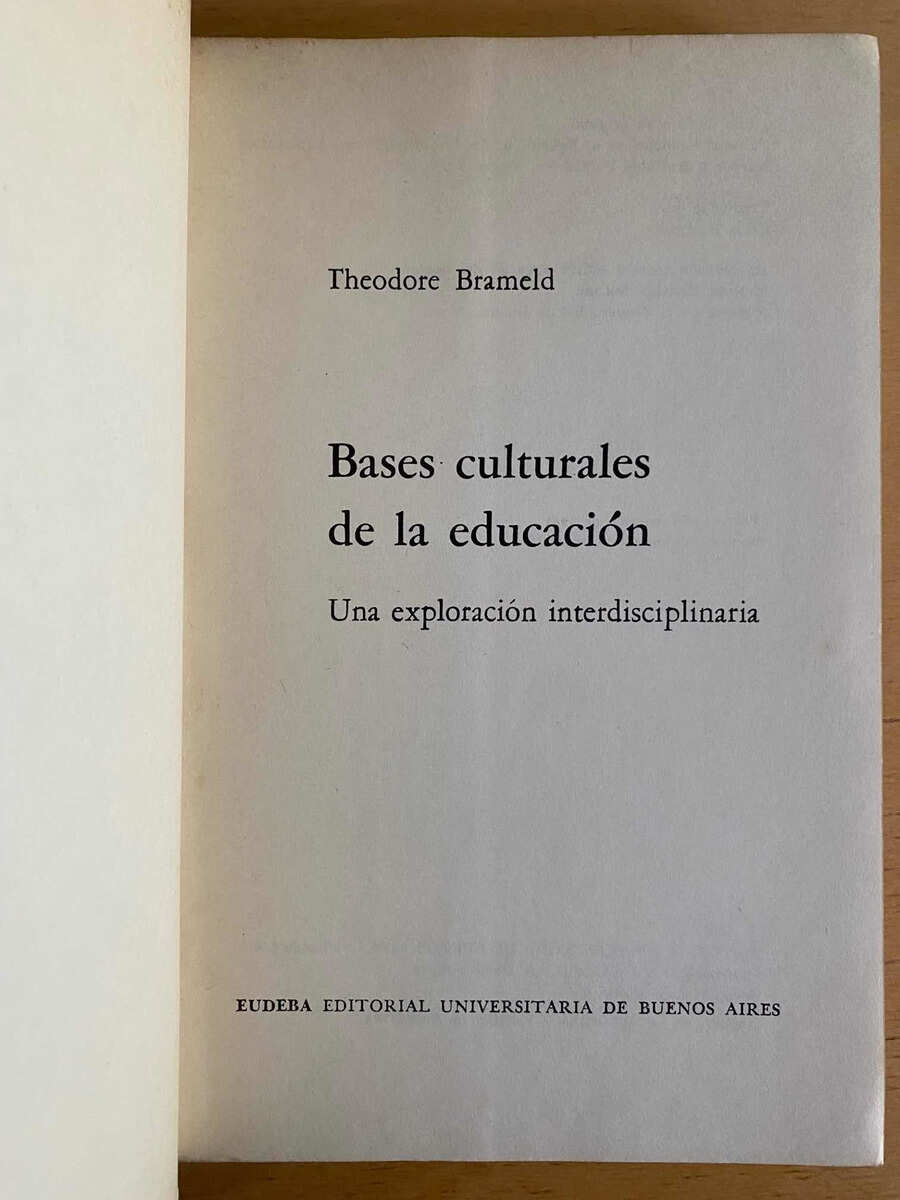 Theodore Brameld
Bases culturales
de la educación
Una exploración interdisciplinaria
EUDEBA EDITORIAL UNIVERSITARIA DE BUENOS AIRES